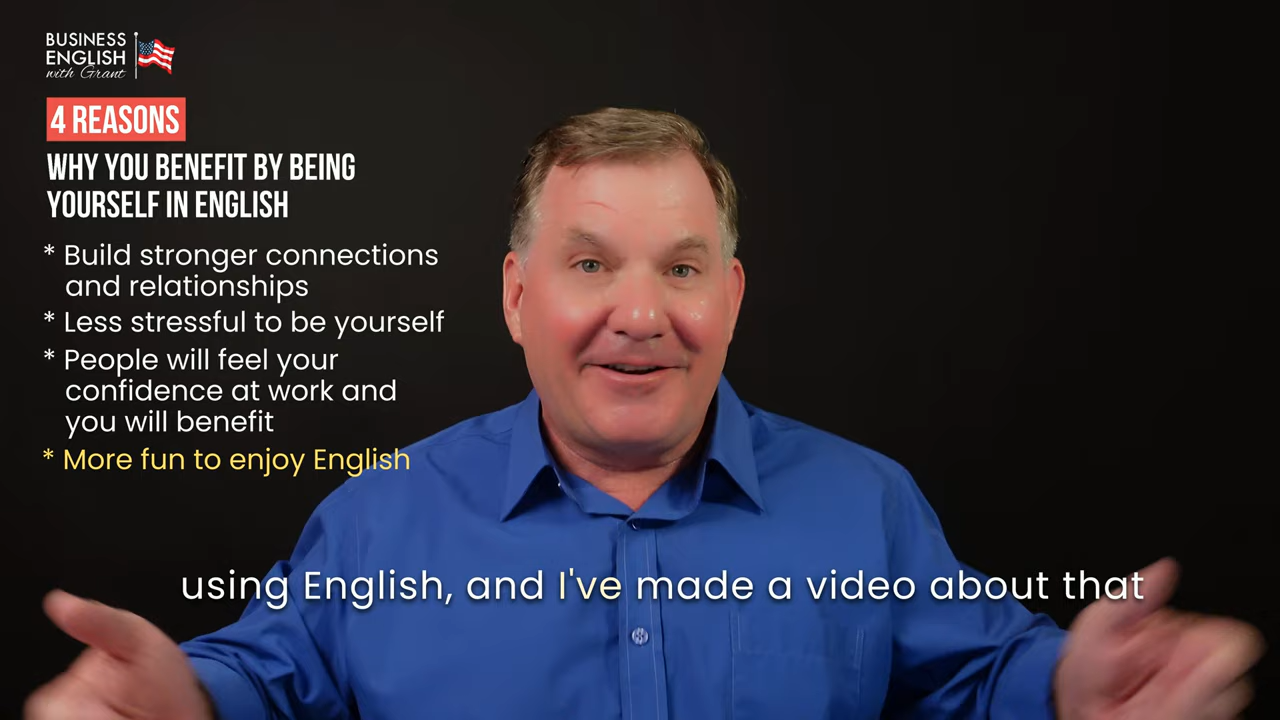 BUSINESS
ENGLISH
with Grant
4 REASONS
WHY YOU BENEFIT BY BEING
YOURSELF IN ENGLISH
* Build stronger connections
and relationships
* Less stressful to be yourself
* People will feel your
confidence at work and
you will benefit
* More fun to enjoy English
using English, and I've made a video about that